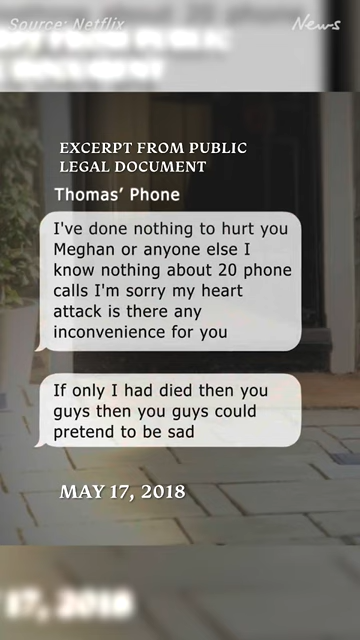 Source: Netflix
News
EXCERPT FROM PUBLIC
LEGAL DOCUMENT
Thomas' Phone
I've done nothing to hurt you
Meghan or anyone else I
know nothing about 20 phone
calls I'm sorry my heart
attack is there any
inconvenience for you
If only I had died then you
guys then you guys could
pretend to be sad
MAY 17, 2018